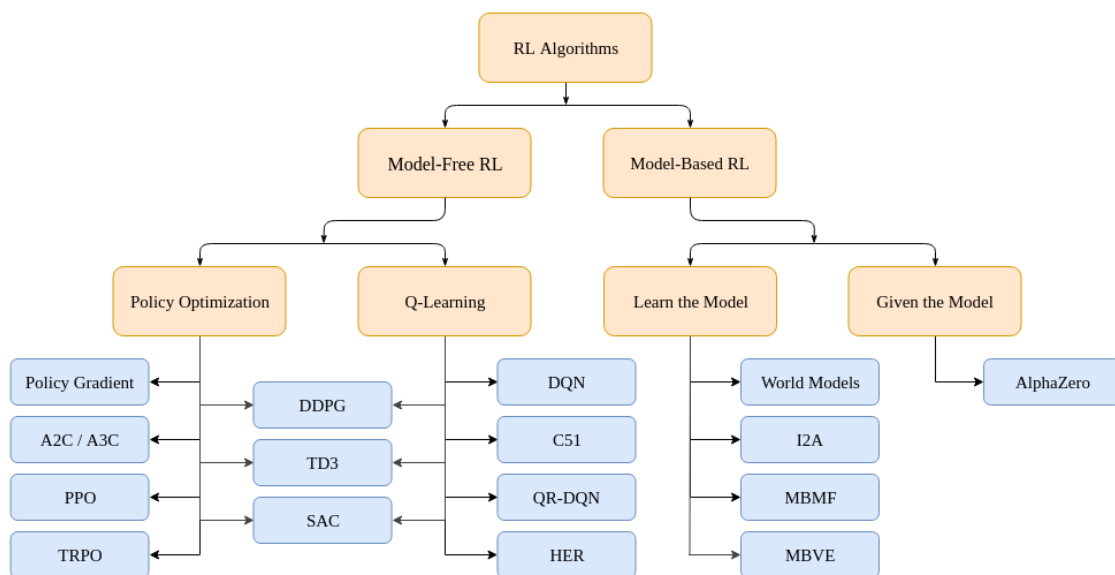 RL Algorithms
Model-Free RL
Model-Based RL
Policy Optimization
Q-Learning
Learn the Model
Given the Model
Policy Gradient
DDPG
DQN
World Models
AlphaZero
A2C / A3C
TD3
C51
I2A
PPO
SAC
QR-DQN
MBMF
TRPO
HER
MBVE